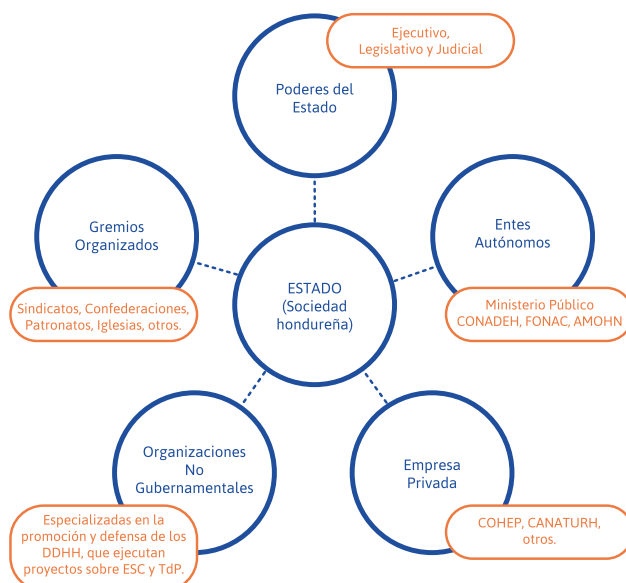 Ejecutivo,
Legislativo y Judicial
Poderes del
Estado
Gremios
Organizados
Sindicatos, Confederaciones,
Patronatos, Iglesias, otros.
Entes
Autónomos
Ministerio Público
CONADEH, FONAC, AMOHN
ESTADO
(Sociedad
hondureña)
Organizaciones
No
Gubernamentales
Especializadas en la
promoción y defensa de los
DDHH, que ejecutan
proyectos sobre ESC y TdP.
Empresa
Privada
COHEP, CANATURH,
otros.